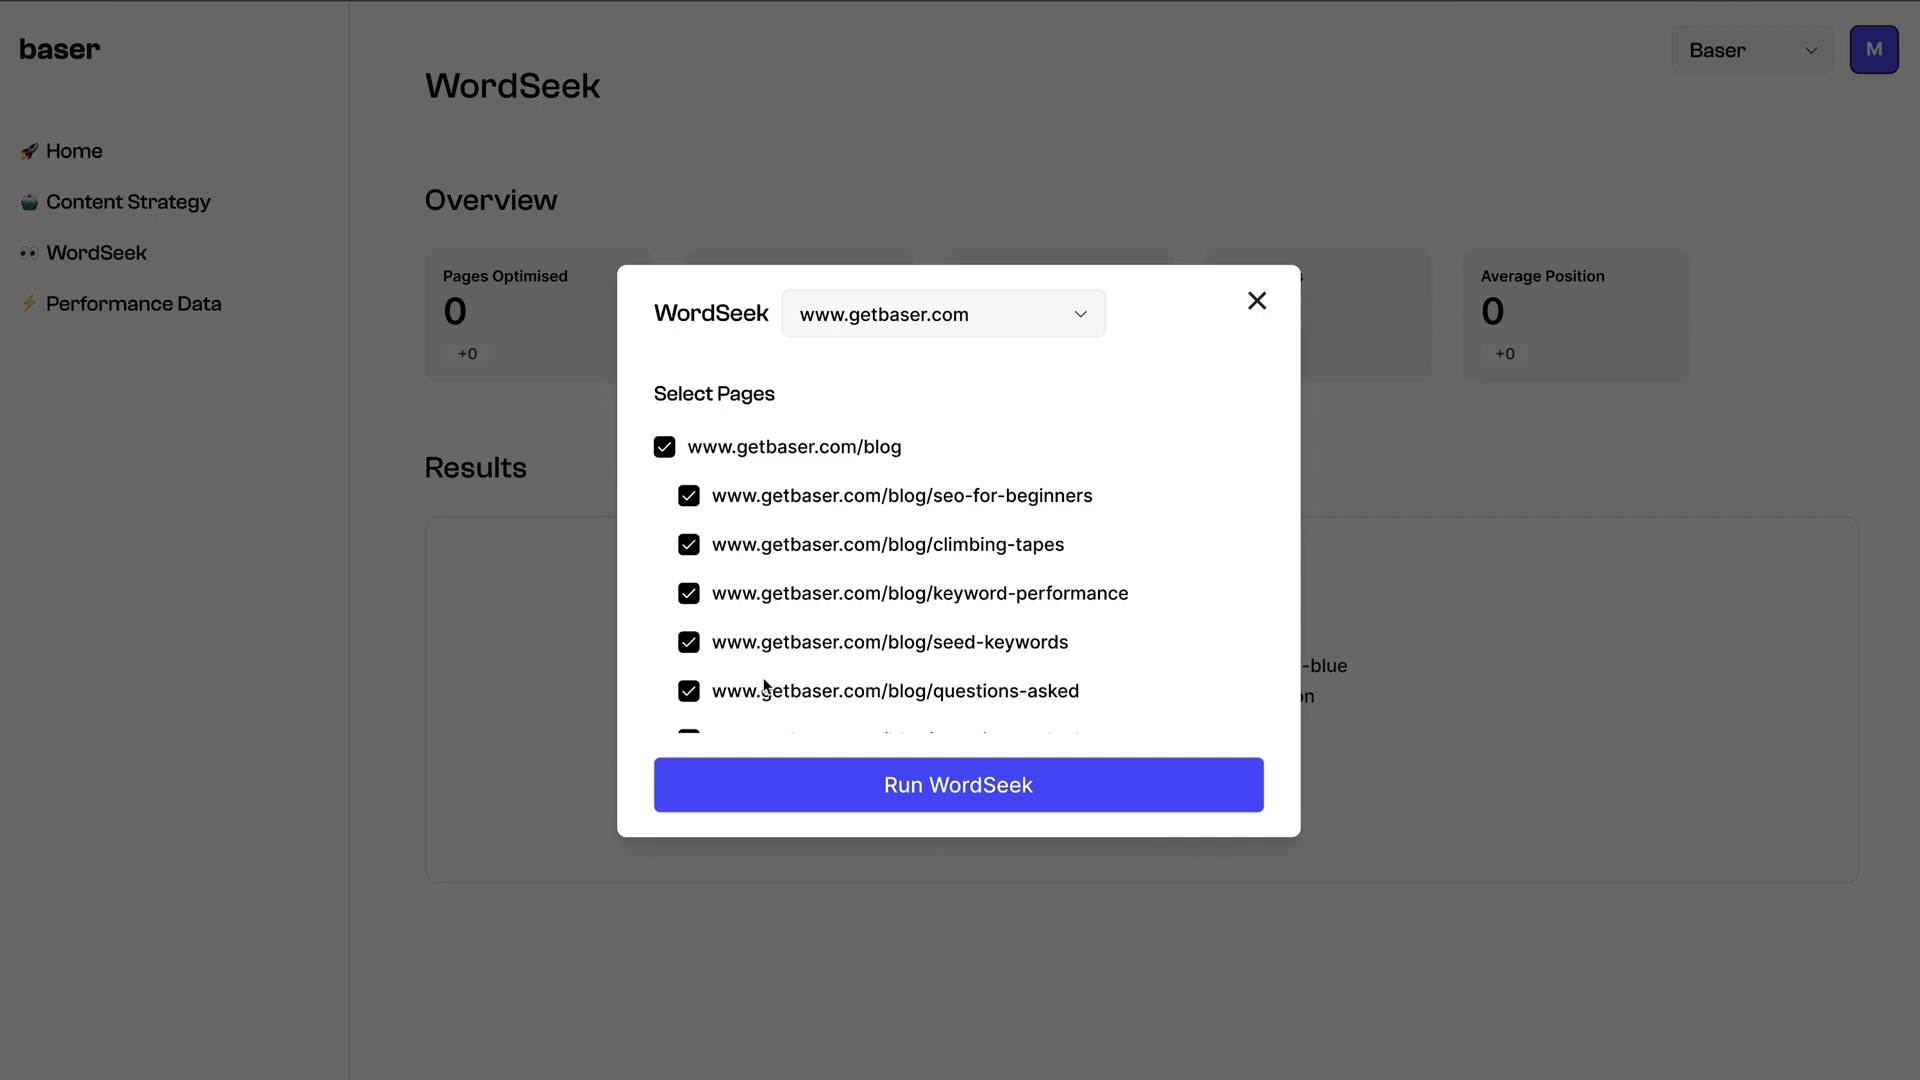 baser
Home
Content Strategy
WordSeek
Performance Data
Baser
M
WordSeek
Overview
Pages Optimised
0
+0
Average Position
0
+0
Results
-blue
WordSeek
www.getbaser.com
Select Pages
www.getbaser.com/blog
www.getbaser.com/blog/seo-for-beginners
www.getbaser.com/blog/climbing-tapes
www.getbaser.com/blog/keyword-performance
www.getbaser.com/blog/seed-keywords
www.getbaser.com/blog/questions-asked
Run WordSeek